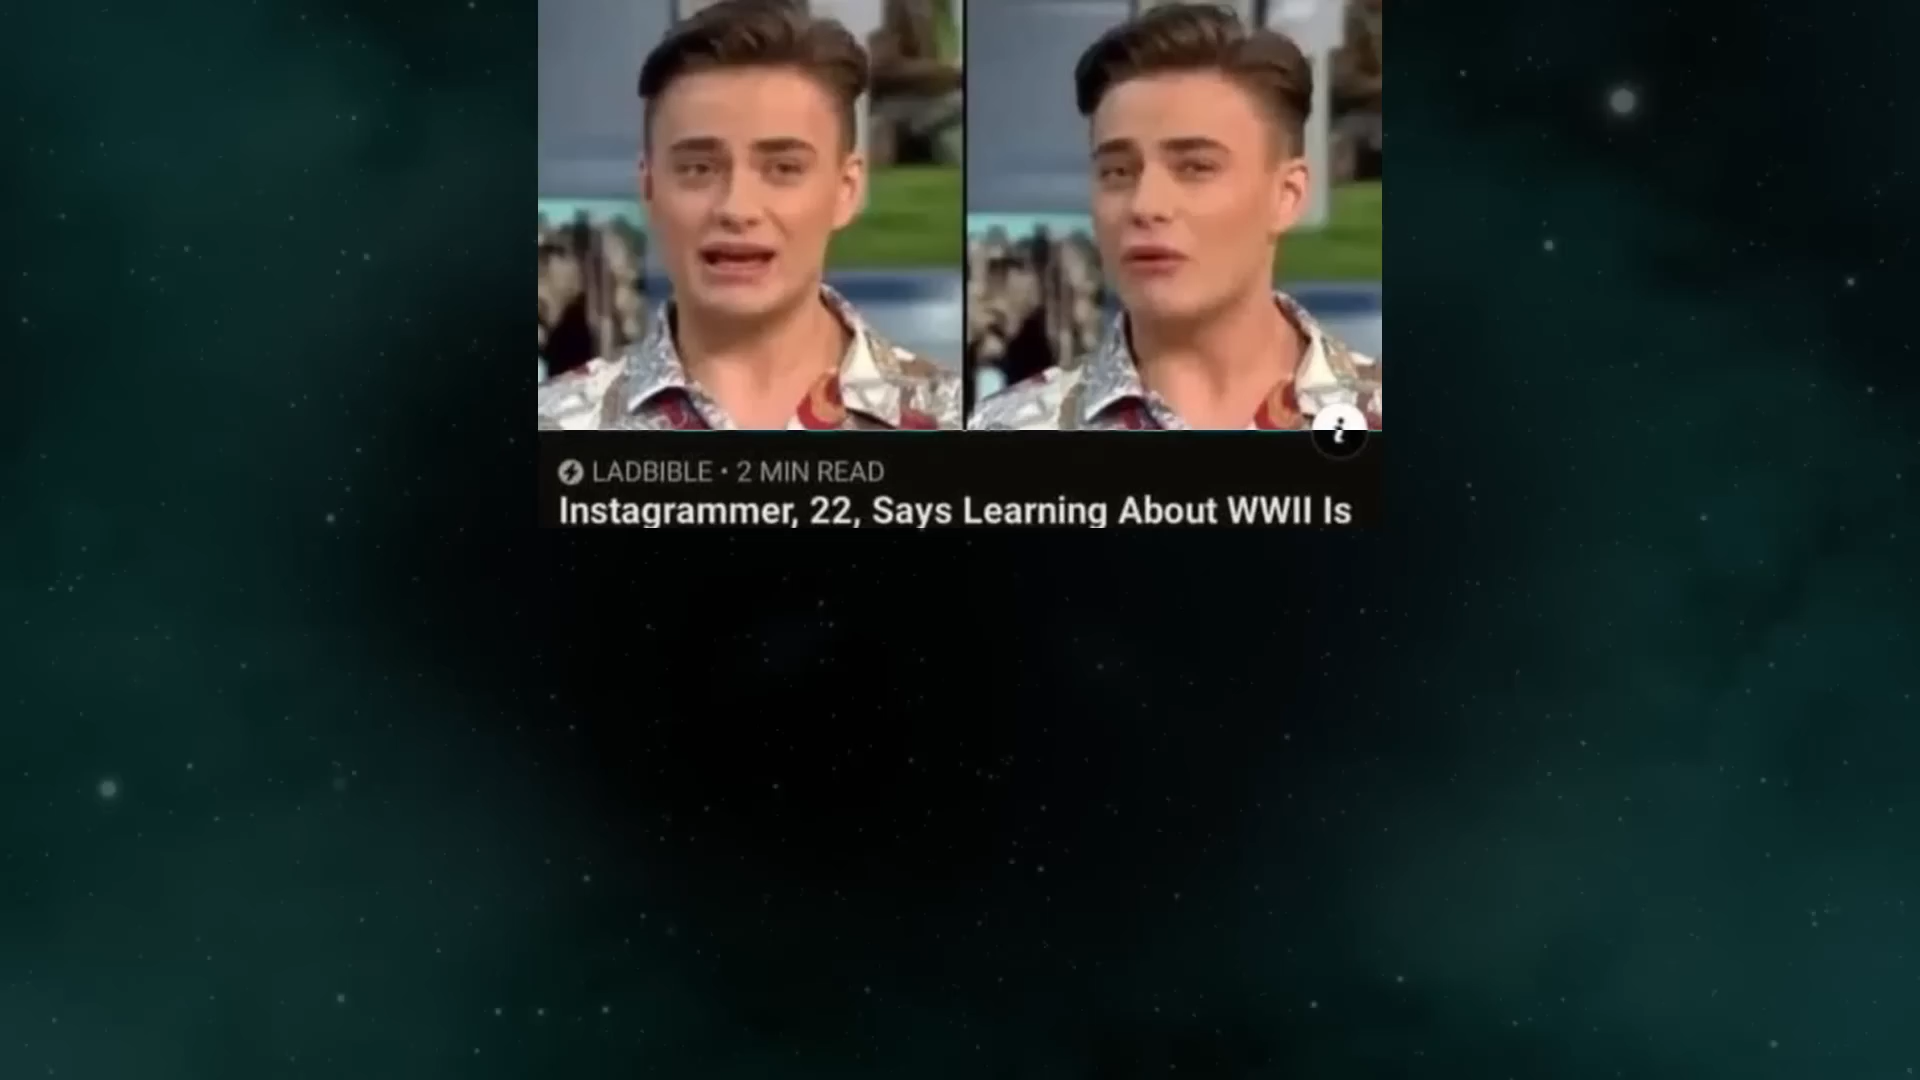 LADBIBLE • 2 MIN READ
Instagrammer, 22, Says Learning About WWII Is